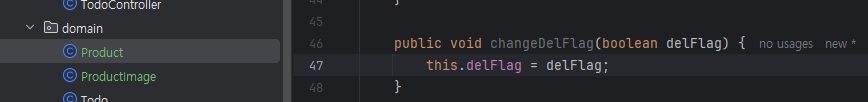 TodoController
domain
Product
ProductImage
Todo
45
46 public void changeDelFlag(boolean delFlag) { no usages new *
47 this.delFlag = delFlag;
48 }